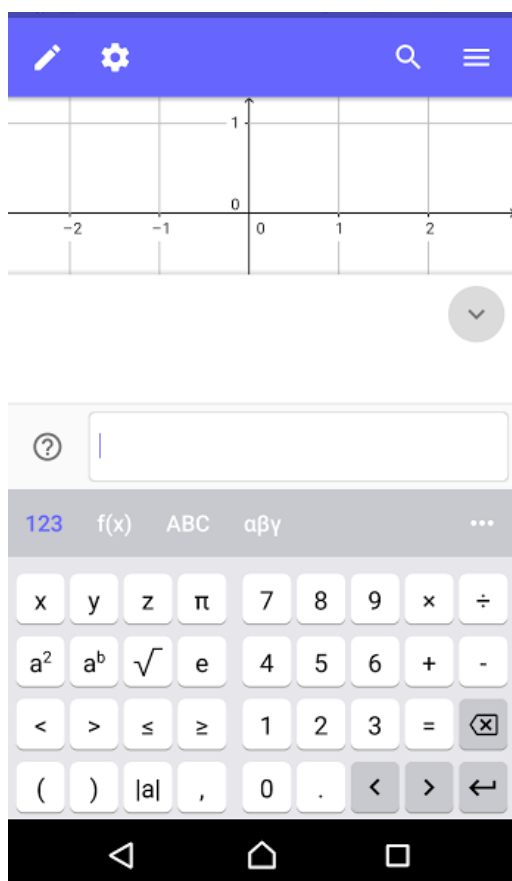 1
0
−2 −1 0 1 2
123 f(x) ABC αβγ
x y z π 7 8 9 × ÷
a² aᵇ √ e 4 5 6 + -
< > ≤ ≥ 1 2 3 =
( ) |a| , 0 . < >